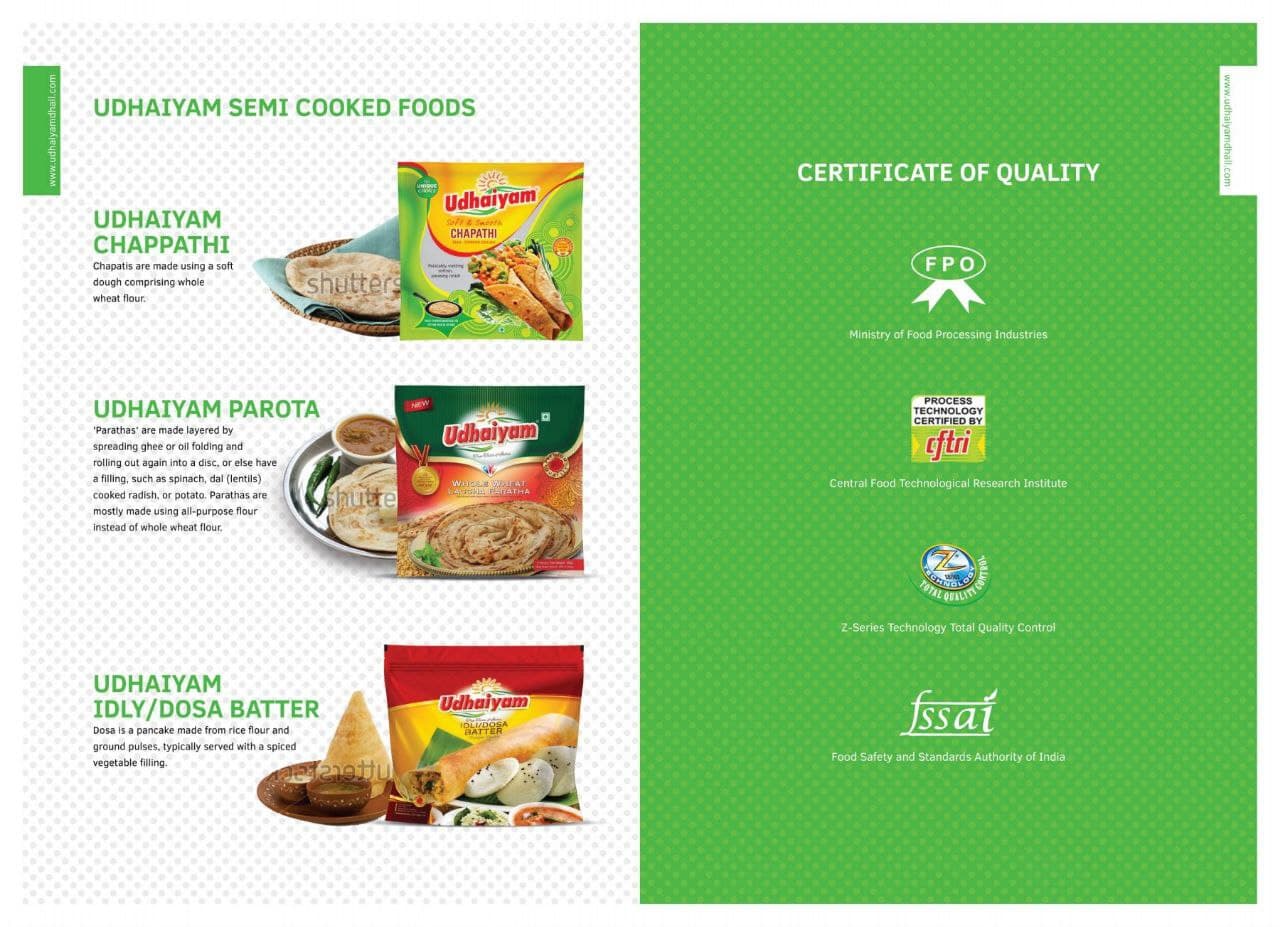 www.udhaiyamdhall.com
UDHAIYAM SEMI COOKED FOODS
UDHAIYAM
CHAPPATHI
Chapatis are made using a soft
dough comprising whole
wheat flour.
shutters
UNIQUE
Udhaiyam
Soft & Smooth
CHAPATHI
UDHAIYAM PAROTA
'Parathas' are made layered by
spreading ghee or oil folding and
rolling out again into a disc, or else have
a filling, such as spinach, dal (lentils)
cooked radish, or potato. Parathas are
mostly made using all-purpose flour
instead of whole wheat flour.
shutte
NEW
Udhaiyam
WHOLE WHEAT
LACHHA PARATHA
UDHAIYAM
IDLY/DOSA BATTER
Dosa is a pancake made from rice flour and
ground pulses, typically served with a spiced
vegetable filling.
Udhaiyam
IDLI/DOSA
BATTER
www.udhaiyamdhall.com
CERTIFICATE OF QUALITY
FPO
Ministry of Food Processing Industries
PROCESS
TECHNOLOGY
CERTIFIED BY
cftri
Central Food Technological Research Institute
Z
TECHNOLOGY
TOTAL QUALITY CONTROL
Z-Series Technology Total Quality Control
fssai
Food Safety and Standards Authority of India